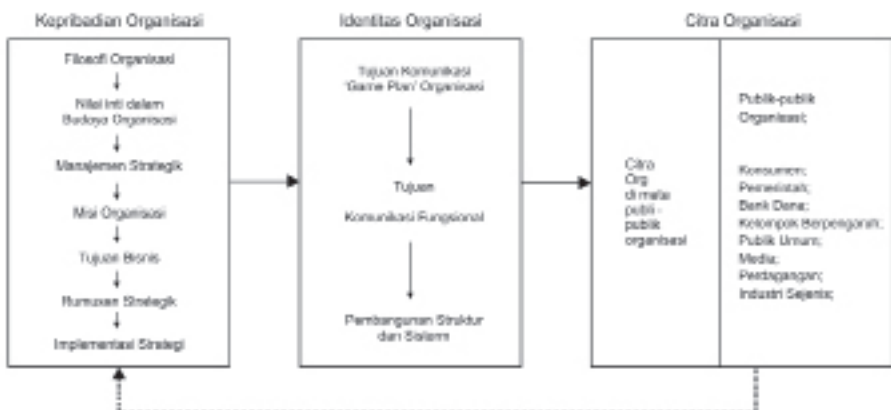 Kepribadian Organisasi
Filosofi Organisasi
Nilai Inti dalam
Budaya Organisasi
Manajemen Strategik
Misi Organisasi
Tujuan Bisnis
Rumusan Strategik
Implementasi Strategi
Identitas Organisasi
Tujuan Komunikasi
'Game Plan' Organisasi
Tujuan
Komunikasi Fungsional
Pembangunan Struktur
dan Sistem
Citra Organisasi
Citra
Org
di mata
publi -
publik
organisasi
Publik-publik
Organisasi;
Konsumen;
Pemerintah;
Bank Dana;
Kelompok Berpengaruh;
Publik Umum;
Media;
Perdagangan;
Industri Sejenis;